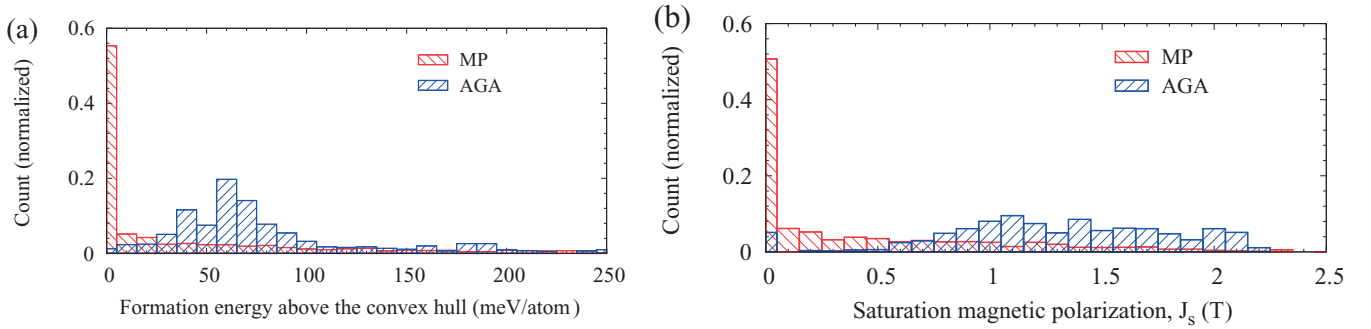 (a)
0.6
0.4
0.2
0
Count (normalized)
MP
AGA
0 50 100 150 200 250
Formation energy above the convex hull (meV/atom)
(b)
0.6
0.4
0.2
0
Count (normalized)
MP
AGA
0 0.5 1 1.5 2 2.5
Saturation magnetic polarization, Js (T)